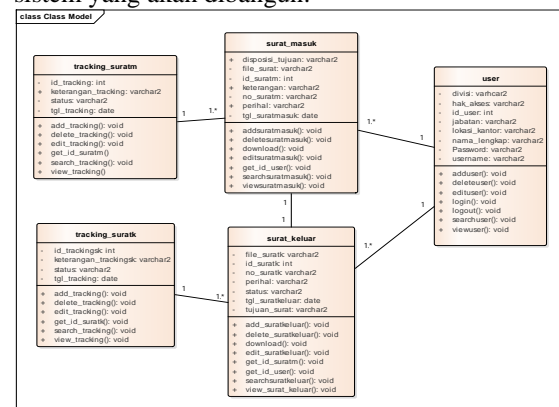 sistem yang akan dibangun.
class Class Model
tracking_suratm
- id_tracking: int
+ keterangan_tracking: varchar2
- status: varchar2
- tgl_tracking: date
+ add_tracking(): void
+ delete_tracking(): void
+ edit_tracking(): void
+ get_id_suratm()
+ search_tracking(): void
+ view_tracking()
1
1.*
surat_masuk
+ disposisi_tujuan: varchar2
- file_surat: varchar2
- id_suratm: int
+ keterangan: varchar2
- no_suratm: varchar2
+ perihal: varchar2
- tgl_suratmasuk: date
+ addsuratmasuk(): void
+ deletesuratmasuk(): void
+ download(): void
+ editsuratmasuk(): void
+ get_id_user(): void
+ searchsuratmasuk(): void
+ viewsuratmasuk(): void
1.*
1
user
- divisi: varhcar2
- hak_akses: varchar2
- id_user: int
- jabatan: varchar2
- lokasi_kantor: varchar2
- nama_lengkap: varchar2
- Password: varchar2
- username: varchar2
+ adduser(): void
+ deleteuser(): void
+ edituser(): void
+ login(): void
+ logout(): void
+ searchuser(): void
+ viewuser(): void
1
1
1
1.*
tracking_suratk
- id_trackingsk: int
- keterangan_trackingsk: varchar2
- status: varchar2
- tgl_tracking: date
+ add_tracking(): void
+ delete_tracking(): void
+ edit_tracking(): void
+ get_id_suratk(): void
+ search_tracking(): void
+ view_tracking(): void
1
1.*
surat_keluar
- file_suratk: varchar2
- id_suratk: int
- no_suratk: varchar2
- perihal: varchar2
- status: varchar2
- tgl_suratkeluar: date
- tujuan_surat: varchar2
+ add_suratkeluar(): void
+ delete_suratkeluar(): void
+ download(): void
+ edit_suratkeluar(): void
+ get_id_suratm(): void
+ get_id_user(): void
+ searchsuratkeluar(): void
+ view_surat_keluar(): void